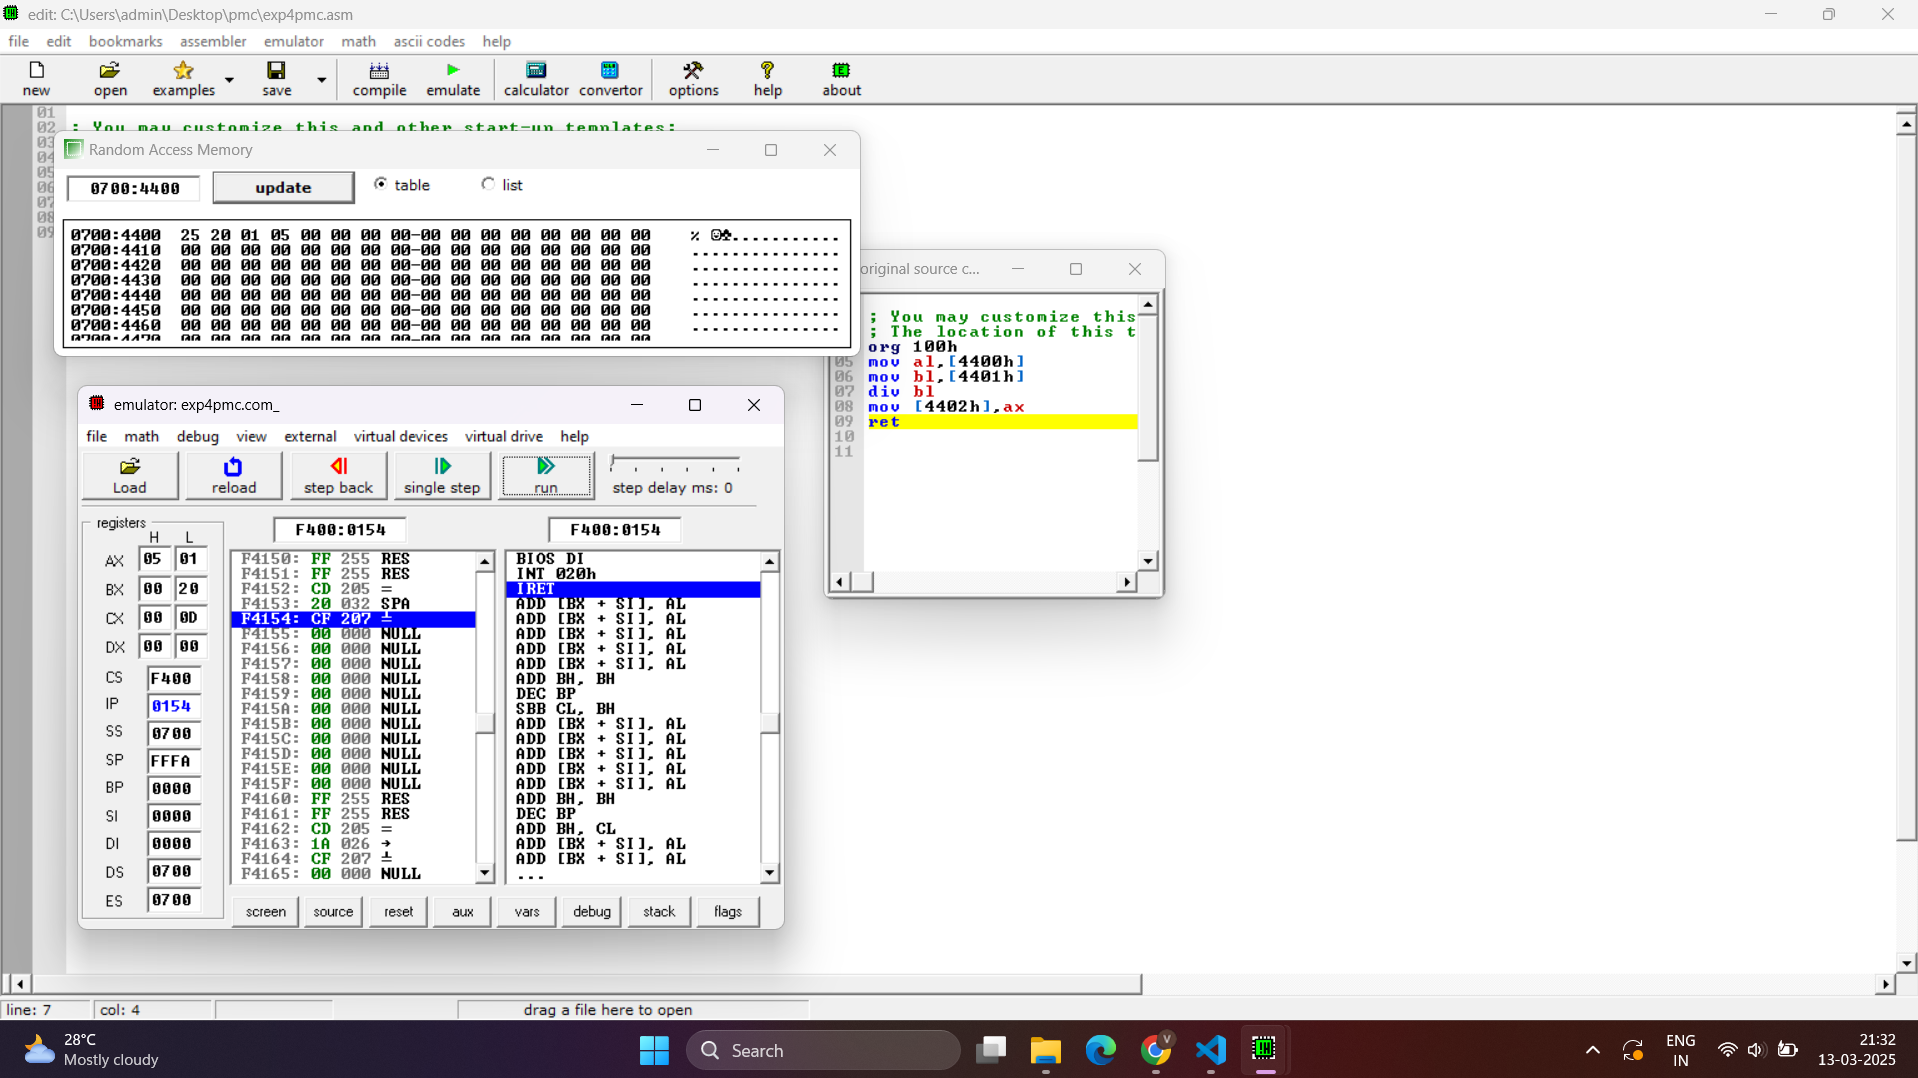 edit: C:\Users\admin\Desktop\pmc\exp4pmc.asm
file edit bookmarks assembler emulator math ascii codes help
new open examples save compile emulate calculator convertor options help about
01
02 ; You may customize this and other start-up templates;
03
04
05
06
07
08
09
Random Access Memory
0700:4400 update table list
0700:4400 25 20 01 05 00 00 00 00-00 00 00 00 00 00 00 00 % ☺♣............
0700:4410 00 00 00 00 00 00 00 00-00 00 00 00 00 00 00 00 ................
0700:4420 00 00 00 00 00 00 00 00-00 00 00 00 00 00 00 00 ................
0700:4430 00 00 00 00 00 00 00 00-00 00 00 00 00 00 00 00 ................
0700:4440 00 00 00 00 00 00 00 00-00 00 00 00 00 00 00 00 ................
0700:4450 00 00 00 00 00 00 00 00-00 00 00 00 00 00 00 00 ................
0700:4460 00 00 00 00 00 00 00 00-00 00 00 00 00 00 00 00 ................
0700:4470 00 00 00 00 00 00 00 00-00 00 00 00 00 00 00 00
original source c...
; You may customize this
; The location of this t
org 100h
05 mov al,[4400h]
06 mov bl,[4401h]
07 div bl
08 mov [4402h],ax
09 ret
10
11
emulator: exp4pmc.com_
file math debug view external virtual devices virtual drive help
Load reload step back single step run step delay ms: 0
registers
H L
AX 05 01
BX 00 20
CX 00 0D
DX 00 00
CS F400
IP 0154
SS 0700
SP FFFA
BP 0000
SI 0000
DI 0000
DS 0700
ES 0700
F400:0154
F4150: FF 255 RES
F4151: FF 255 RES
F4152: CD 205 =
F4153: 20 032 SPA
F4154: CF 207 ╧
F4155: 00 000 NULL
F4156: 00 000 NULL
F4157: 00 000 NULL
F4158: 00 000 NULL
F4159: 00 000 NULL
F415A: 00 000 NULL
F415B: 00 000 NULL
F415C: 00 000 NULL
F415D: 00 000 NULL
F415E: 00 000 NULL
F415F: 00 000 NULL
F4160: FF 255 RES
F4161: FF 255 RES
F4162: CD 205 =
F4163: 1A 026 →
F4164: CF 207 ╧
F4165: 00 000 NULL
F400:0154
BIOS DI
INT 020h
IRET
ADD [BX + SI], AL
ADD [BX + SI], AL
ADD [BX + SI], AL
ADD [BX + SI], AL
ADD [BX + SI], AL
ADD BH, BH
DEC BP
SBB CL, BH
ADD [BX + SI], AL
ADD [BX + SI], AL
ADD [BX + SI], AL
ADD [BX + SI], AL
ADD [BX + SI], AL
ADD BH, BH
DEC BP
ADD BH, CL
ADD [BX + SI], AL
ADD [BX + SI], AL
...
screen source reset aux vars debug stack flags
line: 7 col: 4 drag a file here to open
28°C
Mostly cloudy
Search
V
ENG
IN
21:32
13-03-2025